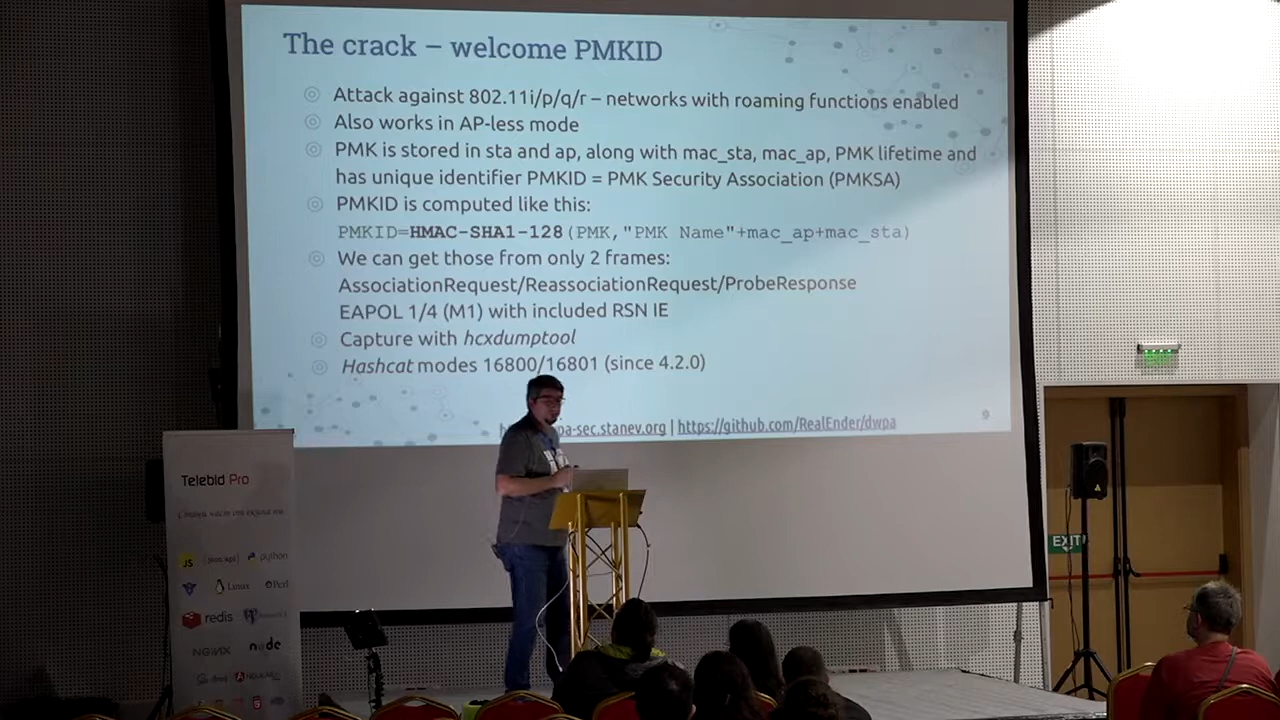 The crack – welcome PMKID
Attack against 802.11i/p/q/r – networks with roaming functions enabled
Also works in AP-less mode
PMK is stored in sta and ap, along with mac_sta, mac_ap, PMK lifetime and
has unique identifier PMKID = PMK Security Association (PMKSA)
PMKID is computed like this:
PMKID=HMAC-SHA1-128(PMK,"PMK Name"+mac_ap+mac_sta)
We can get those from only 2 frames:
AssociationRequest/ReassociationRequest/ProbeResponse
EAPOL 1/4 (M1) with included RSN IE
Capture with hcxdumptool
Hashcat modes 16800/16801 (since 4.2.0)
pa-sec.stanev.org | https://github.com/RealEnder/dwpa
9
Telebid Pro
JS
python
Linux
Perl
redis
NGINX
node
EXIT